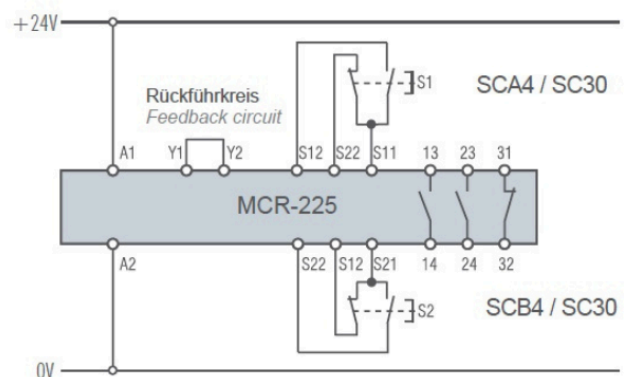 +24V
S1
SCA4 / SC30
Rückführkreis
Feedback circuit
A1
Y1
Y2
S12
S22
S11
13
23
31
MCR-225
A2
S22
S12
S21
14
24
32
S2
SCB4 / SC30
0V